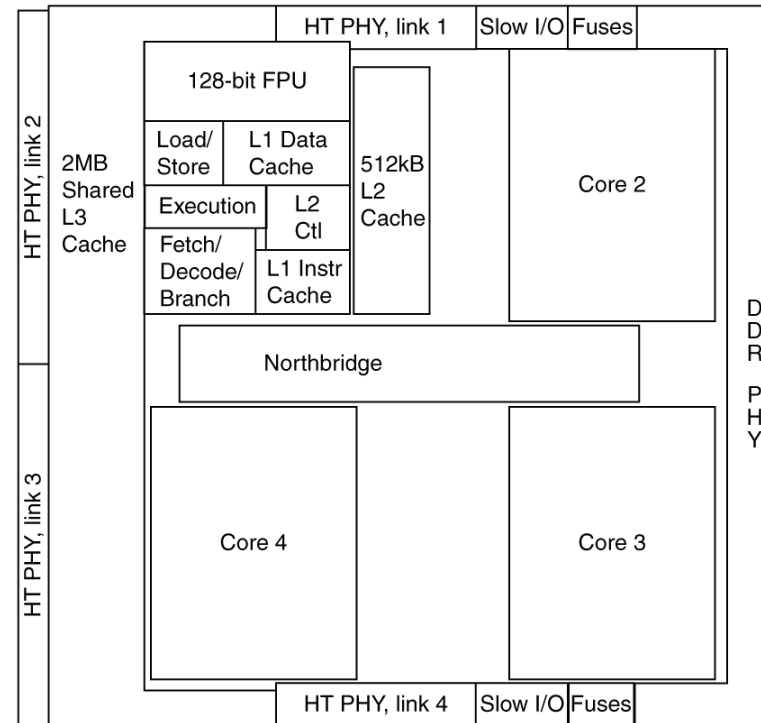 HT PHY, link 1
Slow I/O
Fuses
HT PHY, link 2
128-bit FPU
2MB
Shared
L3
Cache
Load/
Store
L1 Data
Cache
512kB
L2
Cache
Core 2
Execution
L2
Ctl
Fetch/
Decode/
Branch
L1 Instr
Cache
DDR PHY
Northbridge
HT PHY, link 3
Core 4
Core 3
HT PHY, link 4
Slow I/O
Fuses